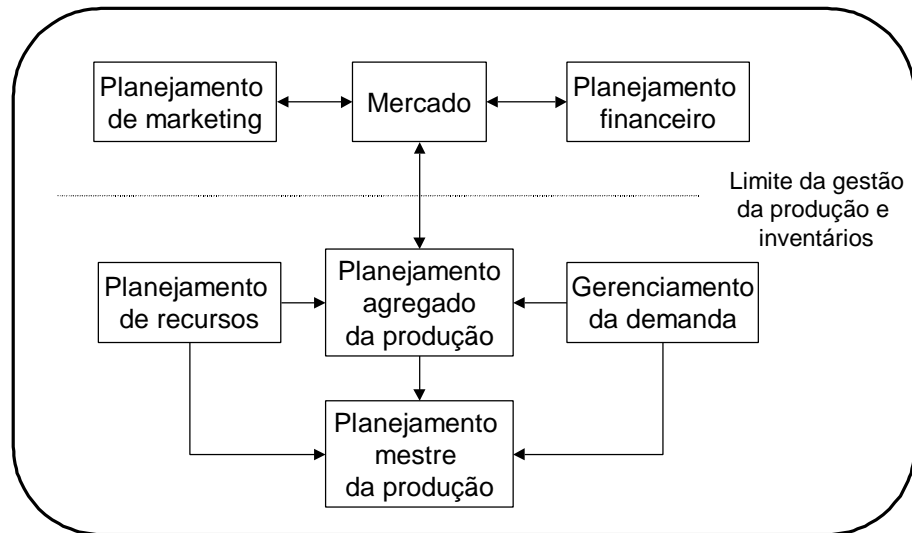 Planejamento
de marketing
Mercado
Planejamento
financeiro
Limite da gestão
da produção e
inventários
Planejamento
de recursos
Planejamento
agregado
da produção
Gerenciamento
da demanda
Planejamento
mestre
da produção